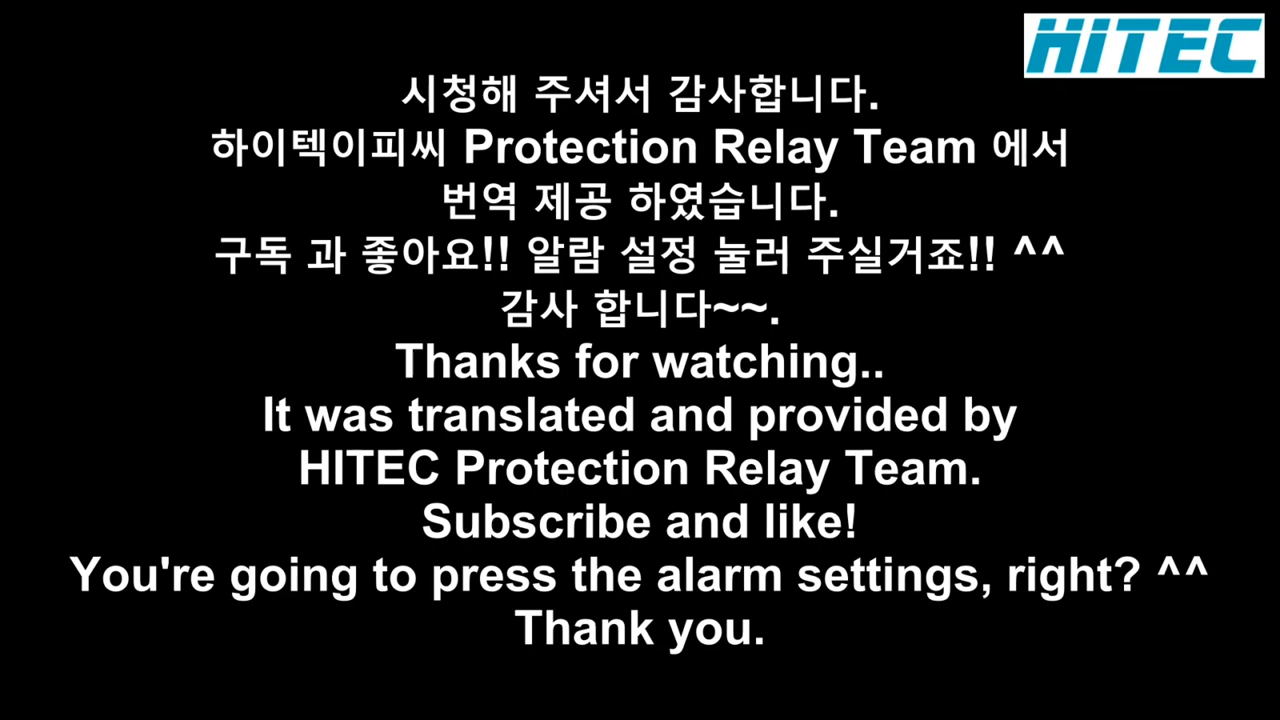 HiTEC
시청해 주셔서 감사합니다.
하이텍이피씨 Protection Relay Team 에서
번역 제공 하였습니다.
구독 과 좋아요!! 알람 설정 눌러 주실거죠!! ^^
감사 합니다~~.
Thanks for watching..
It was translated and provided by
HITEC Protection Relay Team.
Subscribe and like!
You're going to press the alarm settings, right? ^^
Thank you.